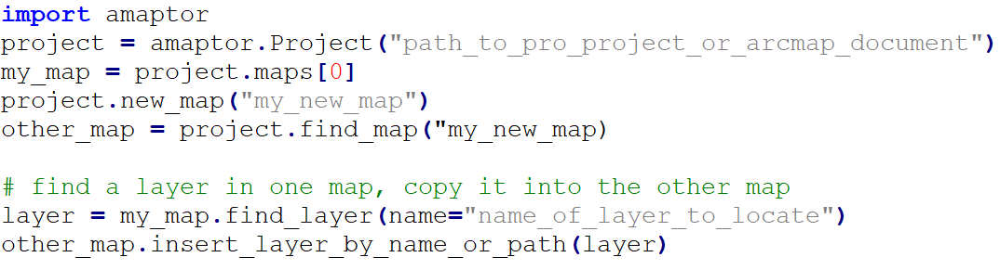 import amaptor
project = amaptor.Project("path_to_pro_project_or_arcmap_document")
my_map = project.maps[0]
project.new_map("my_new_map")
other_map = project.find_map("my_new_map)
# find a layer in one map, copy it into the other map
layer = my_map.find_layer(name="name_of_layer_to_locate")
other_map.insert_layer_by_name_or_path(layer)